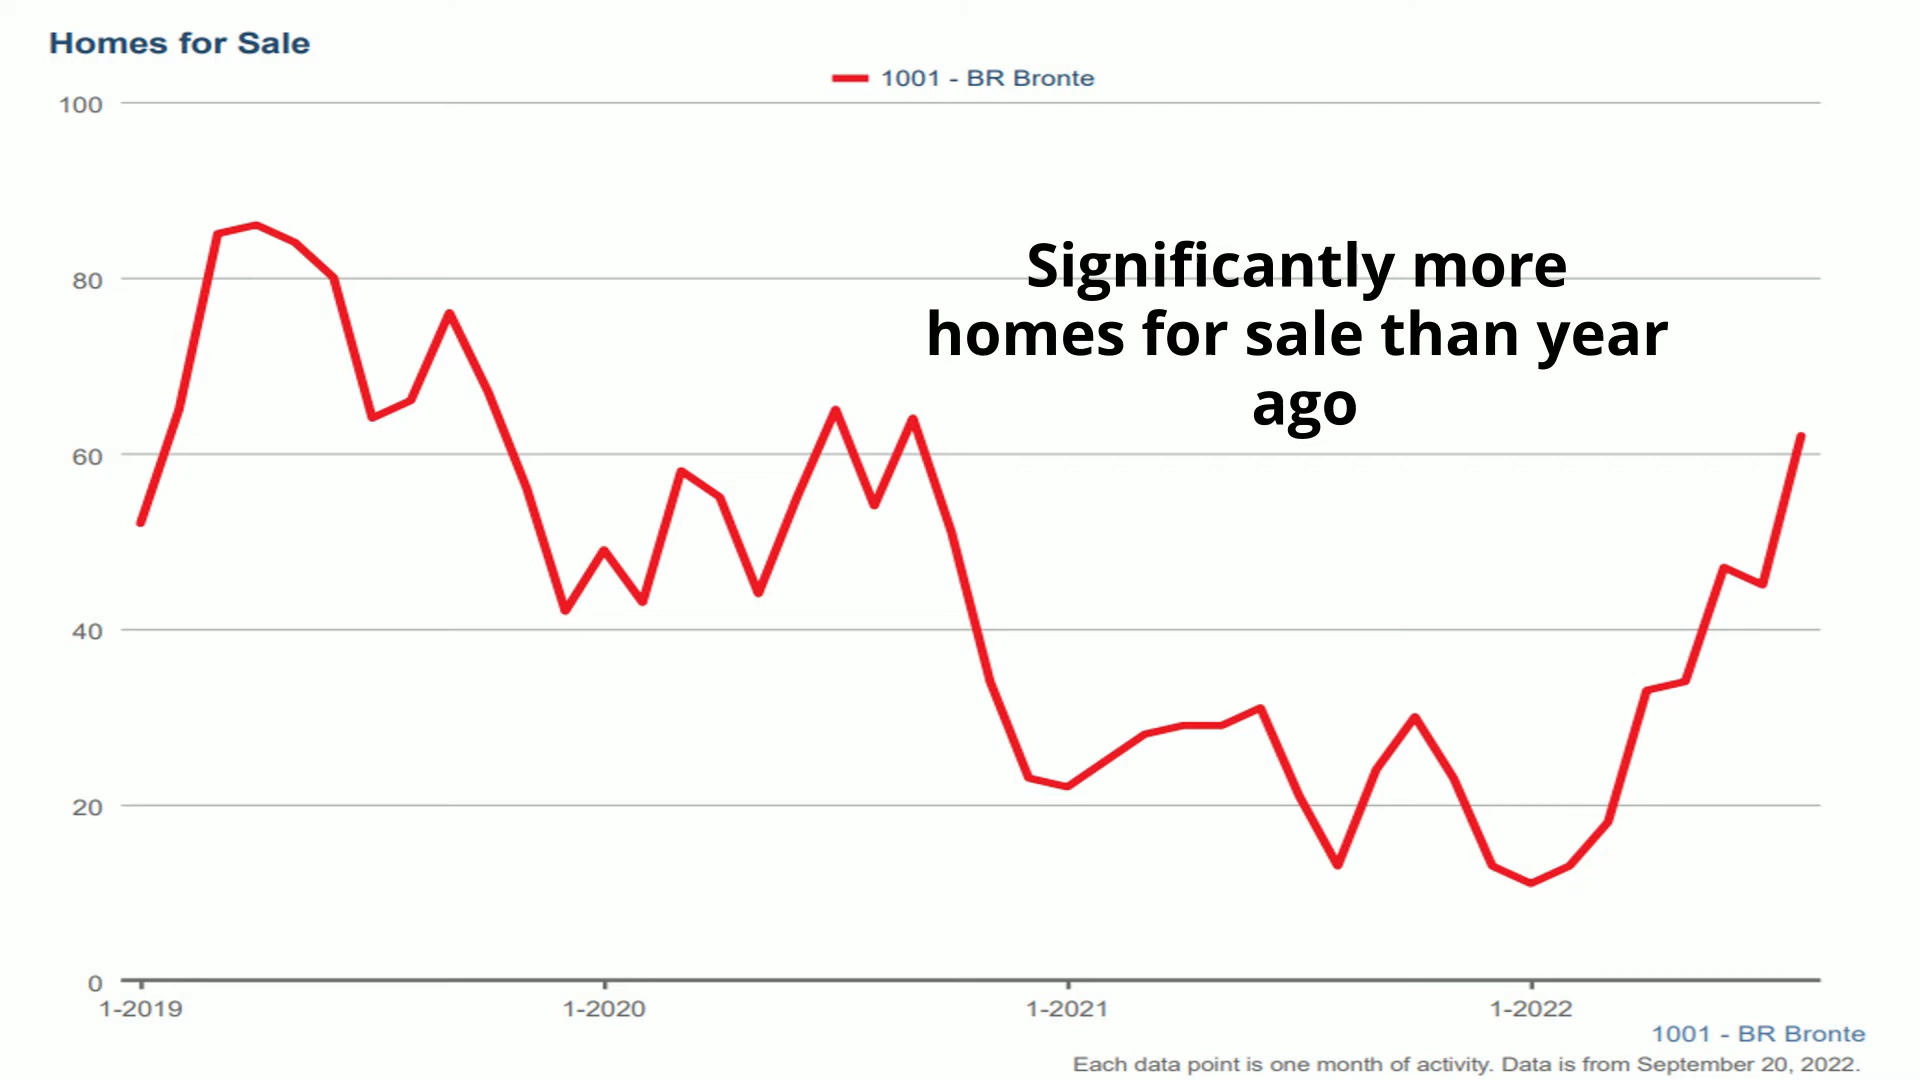 Homes for Sale
1001 - BR Bronte
100
80
60
40
20
0
Significantly more
homes for sale than year
ago
1-2019
1-2020
1-2021
1-2022
1001 - BR Bronte
Each data point is one month of activity. Data is from September 20, 2022.